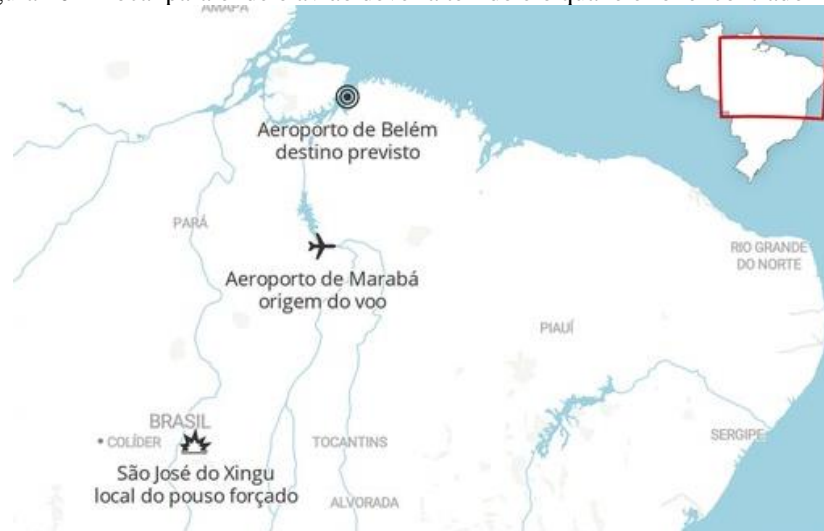 AMAPÁ
Aeroporto de Belém
destino previsto
PARÁ
RIO GRANDE
DO NORTE
Aeroporto de Marabá
origem do voo
PIAUÍ
BRASIL
COLÍDER
TOCANTINS
SERGIPE
São José do Xingu
local do pouso forçado
ALVORADA